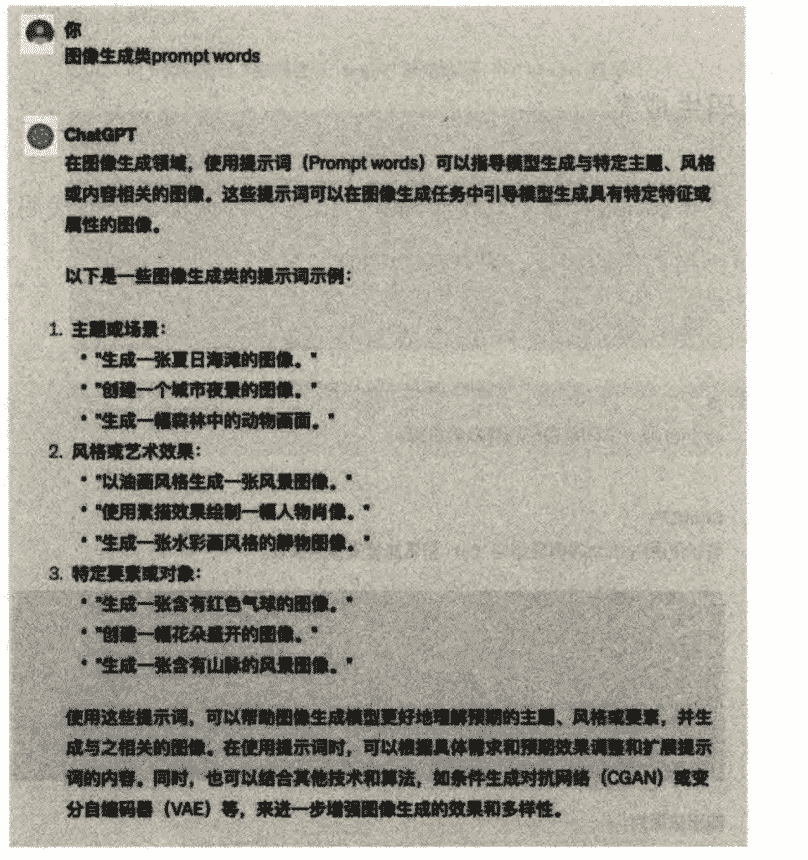 你
图像生成类prompt words
ChatGPT
在图像生成领域，使用提示词（Prompt words）可以指导模型生成与特定主题、风格
或内容相关的图像。这些提示词可以在图像生成任务中引导模型生成具有特定特征或
属性的图像。
以下是一些图像生成类的提示词示例：
1. 主题或场景：
• "生成一张夏日海滩的图像。"
• "创建一个城市夜景的图像。"
• "生成一幅森林中的动物画面。"
2. 风格或艺术效果：
• "以油画风格生成一张风景图像。"
• "使用素描效果绘制一幅人物肖像。"
• "生成一张水彩画风格的静物图像。"
3. 特定要素或对象：
• "生成一张含有红色气球的图像。"
• "创建一幅花朵盛开的图像。"
• "生成一张含有山脉的风景图像。"
使用这些提示词，可以帮助图像生成模型更好地理解预期的主题、风格或要素，并生
成与之相关的图像。在使用提示词时，可以根据具体需求和预期效果调整和扩展提示
词的内容。同时，也可以结合其他技术和算法，如条件生成对抗网络（CGAN）或变
分自编码器（VAE）等，来进一步增强图像生成的效果和多样性。